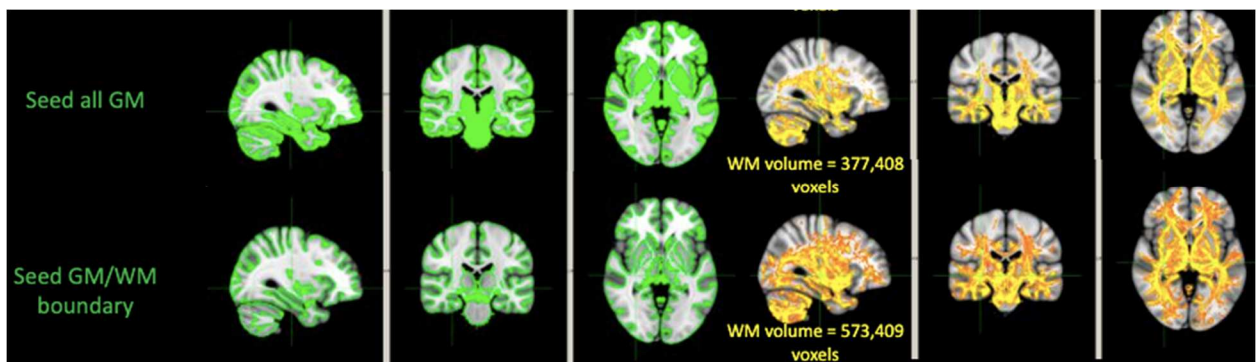 Seed all GM
WM volume = 377,408
voxels
Seed GM/WM
boundary
WM volume = 573,409
voxels